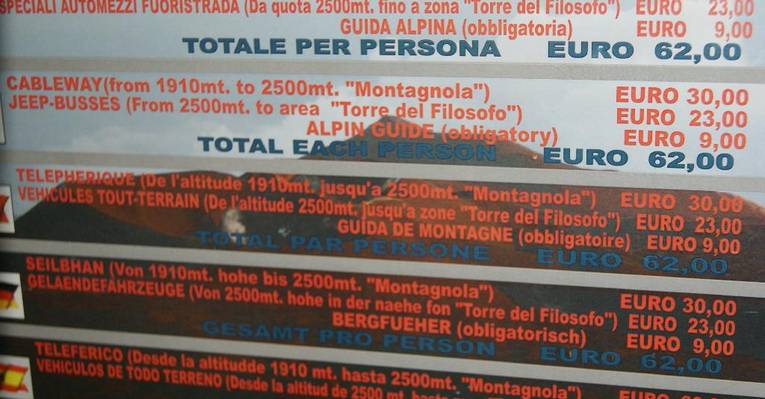 SPECIALI AUTOMEZZI FUORISTRADA (Da quota 2500mt. fino a zona "Torre del Filosofo") EURO 23,00
GUIDA ALPINA (obbligatoria) EURO 9,00
TOTALE PER PERSONA EURO 62,00
CABLEWAY(from 1910mt. to 2500mt. "Montagnola") EURO 30,00
JEEP-BUSSES (From 2500mt. to area "Torre del Filosofo") EURO 23,00
ALPIN GUIDE (obligatory) EURO 9,00
TOTAL EACH PERSON EURO 62,00
TELEPHERIQUE (De l'altitude 1910mt. jusqu'a 2500mt. "Montagnola") EURO 30,00
VEHICULES TOUT-TERRAIN (De l'altitude 2500mt. jusqu'a zone "Torre del Filosofo") EURO 23,00
GUIDA DE MONTAGNE (obbligatoire) EURO 9,00
TOTAL PAR PERSONE EURO 62,00
SEILBHAN (Von 1910mt. hohe bis 2500mt. "Montagnola") EURO 30,00
GELAENDEFAHRZEUGE (Von 2500mt. hohe in der naehe fon "Torre del Filosofo") EURO 23,00
BERGFUEHER (obligatorisch) EURO 9,00
GESAMT PRO PERSON EURO 62,00
TELEFERICO (Desde la altitudde 1910 mt. hasta 2500mt. "Montagnola")
VEHICULOS DE TODO TERRENO (Desde la altitud de 2500 mt. hasta